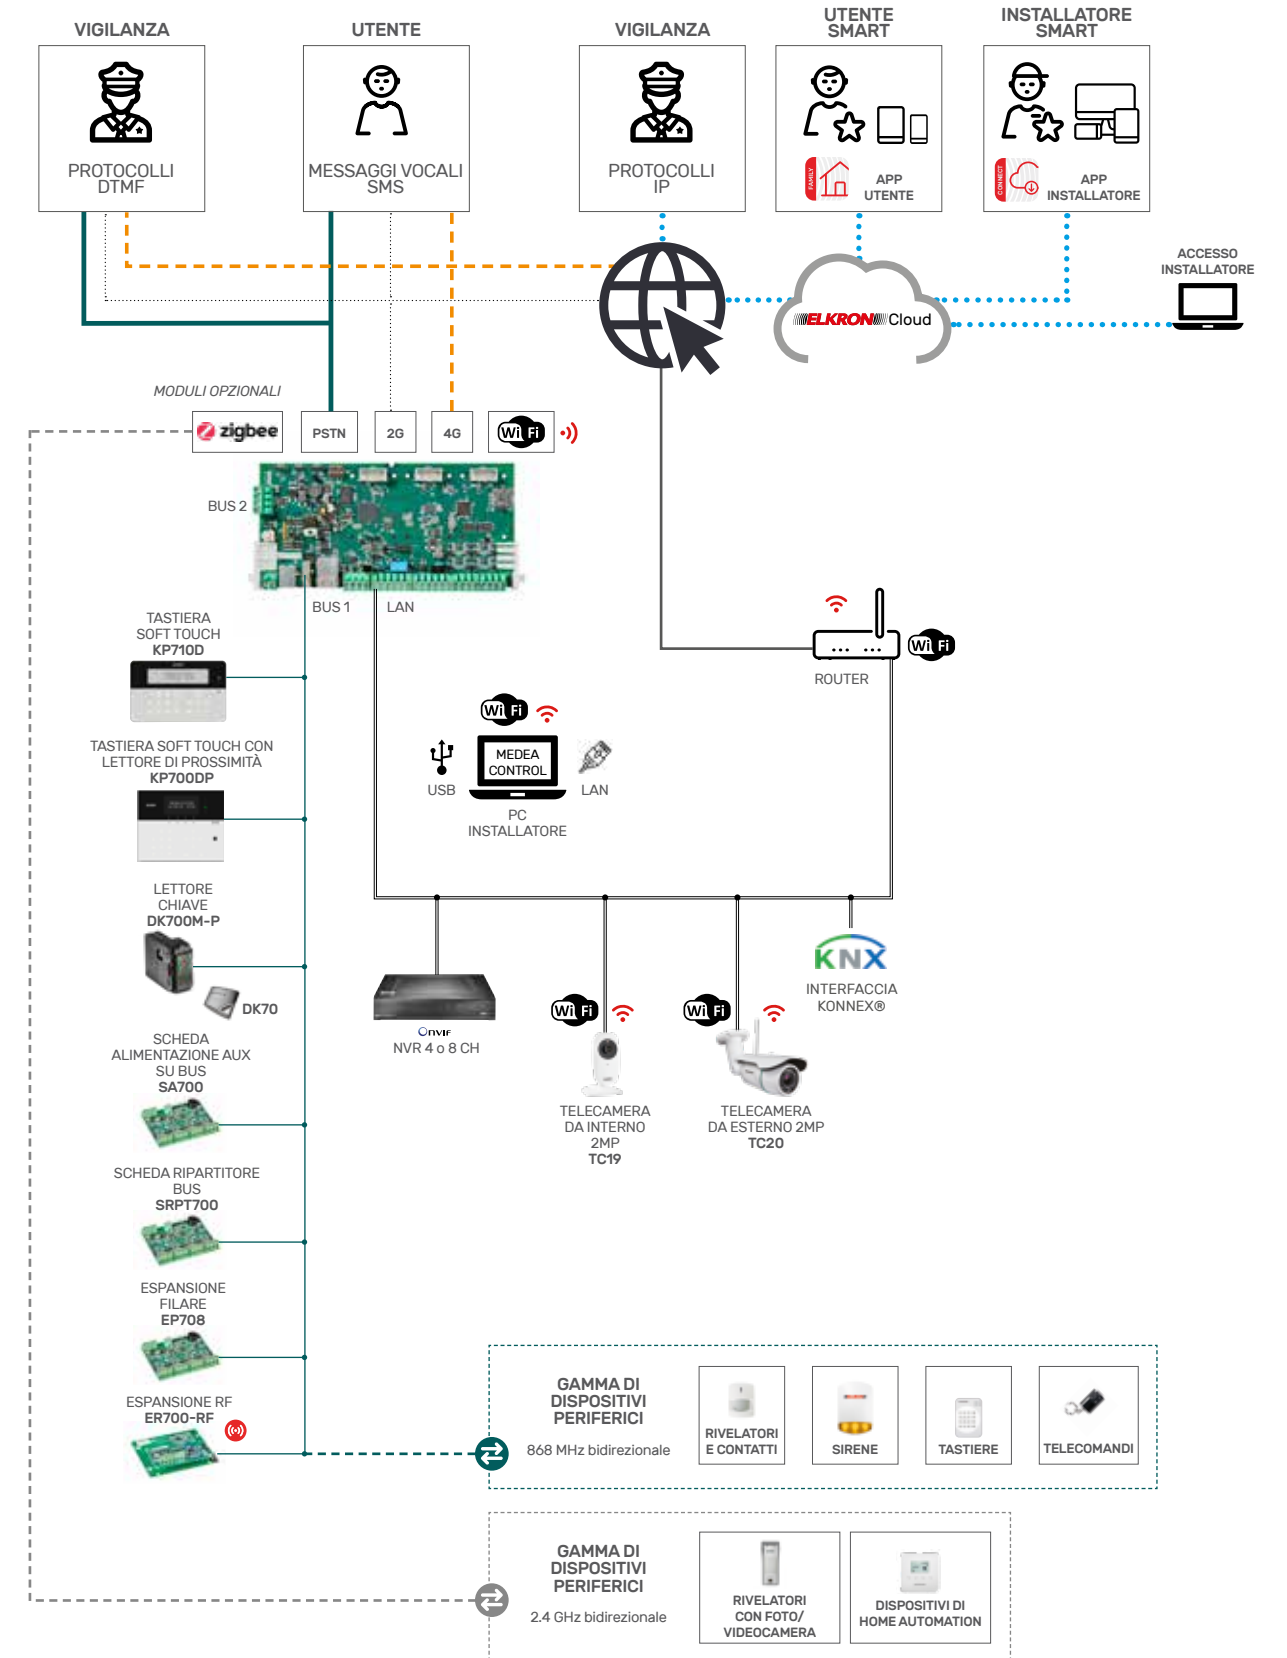 VIGILANZA
PROTOCOLLI
DTMF
UTENTE
MESSAGGI VOCALI
SMS
VIGILANZA
PROTOCOLLI
IP
UTENTE
SMART
FAMILY
APP
UTENTE
INSTALLATORE
SMART
CONNECT
APP
INSTALLATORE
ACCESSO
INSTALLATORE
ELKRON Cloud
MODULI OPZIONALI
zigbee
PSTN
2G
4G
Wi Fi
BUS 2
BUS 1
LAN
TASTIERA
SOFT TOUCH
KP710D
TASTIERA SOFT TOUCH CON
LETTORE DI PROSSIMITÀ
KP700DP
LETTORE
CHIAVE
DK700M-P
DK70
SCHEDA
ALIMENTAZIONE AUX
SU BUS
SA700
SCHEDA RIPARTITORE
BUS
SRPT700
ESPANSIONE
FILARE
EP708
ESPANSIONE RF
ER700-RF
Wi Fi
ROUTER
Wi Fi
USB
MEDEA
CONTROL
LAN
PC
INSTALLATORE
ONVIF
NVR 4 o 8 CH
Wi Fi
TELECAMERA
DA INTERNO
2MP
TC19
Wi Fi
TELECAMERA
DA ESTERNO 2MP
TC20
KNX
INTERFACCIA
KONNEX®
GAMMA DI
DISPOSITIVI
PERIFERICI
868 MHz bidirezionale
RIVELATORI
E CONTATTI
SIRENE
TASTIERE
TELECOMANDI
GAMMA DI
DISPOSITIVI
PERIFERICI
2.4 GHz bidirezionale
RIVELATORI
CON FOTO/
VIDEOCAMERA
DISPOSITIVI DI
HOME AUTOMATION